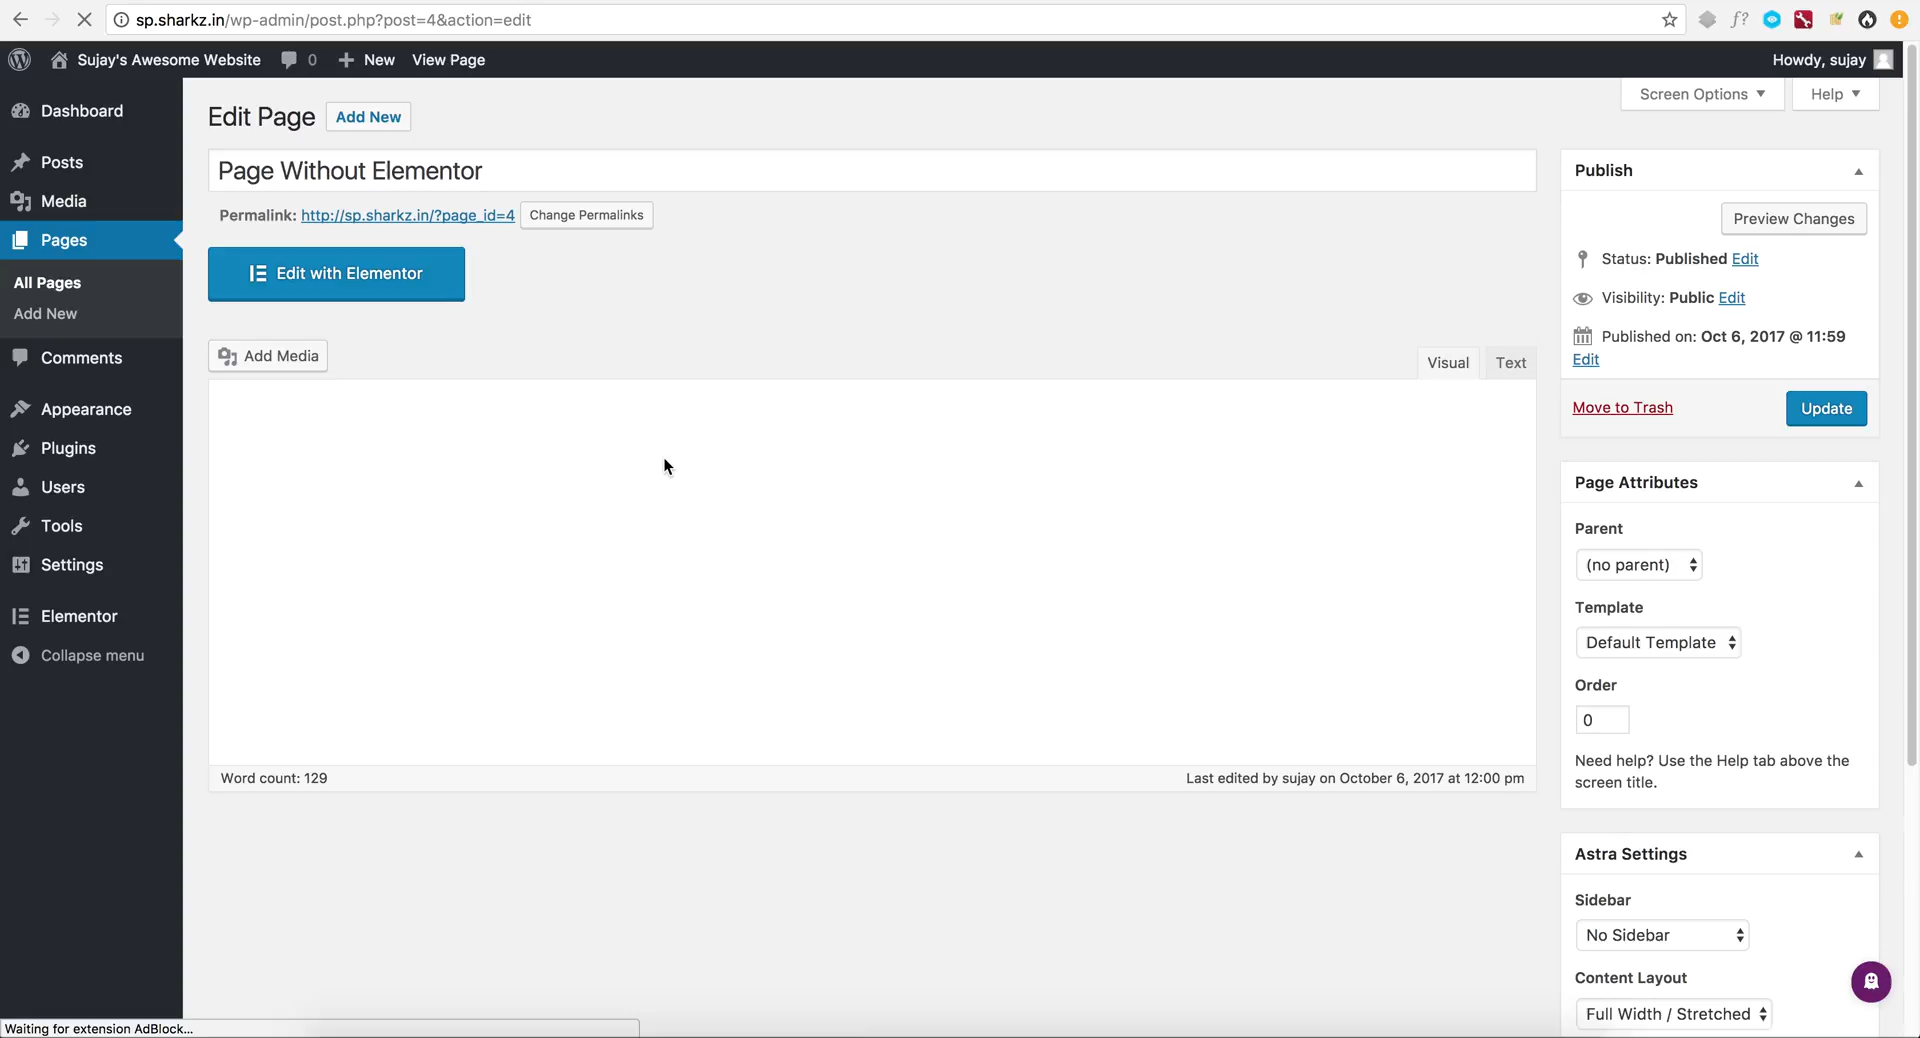 sp.sharkz.in/wp-admin/post.php?post=4&action=edit
f?
Sujay's Awesome Website
0
New
View Page
Howdy, sujay
Dashboard
Posts
Media
Pages
All Pages
Add New
Comments
Appearance
Plugins
Users
Tools
Settings
Elementor
Collapse menu
Screen Options
Help
Edit Page
Add New
Page Without Elementor
Permalink: http://sp.sharkz.in/?page_id=4
Change Permalinks
Edit with Elementor
Add Media
Visual
Text
Word count: 129
Last edited by sujay on October 6, 2017 at 12:00 pm
Publish
Preview Changes
Status: Published Edit
Visibility: Public Edit
Published on: Oct 6, 2017 @ 11:59
Edit
Move to Trash
Update
Page Attributes
Parent
(no parent)
Template
Default Template
Order
0
Need help? Use the Help tab above the
screen title.
Astra Settings
Sidebar
No Sidebar
Content Layout
Full Width / Stretched
Waiting for extension AdBlock...